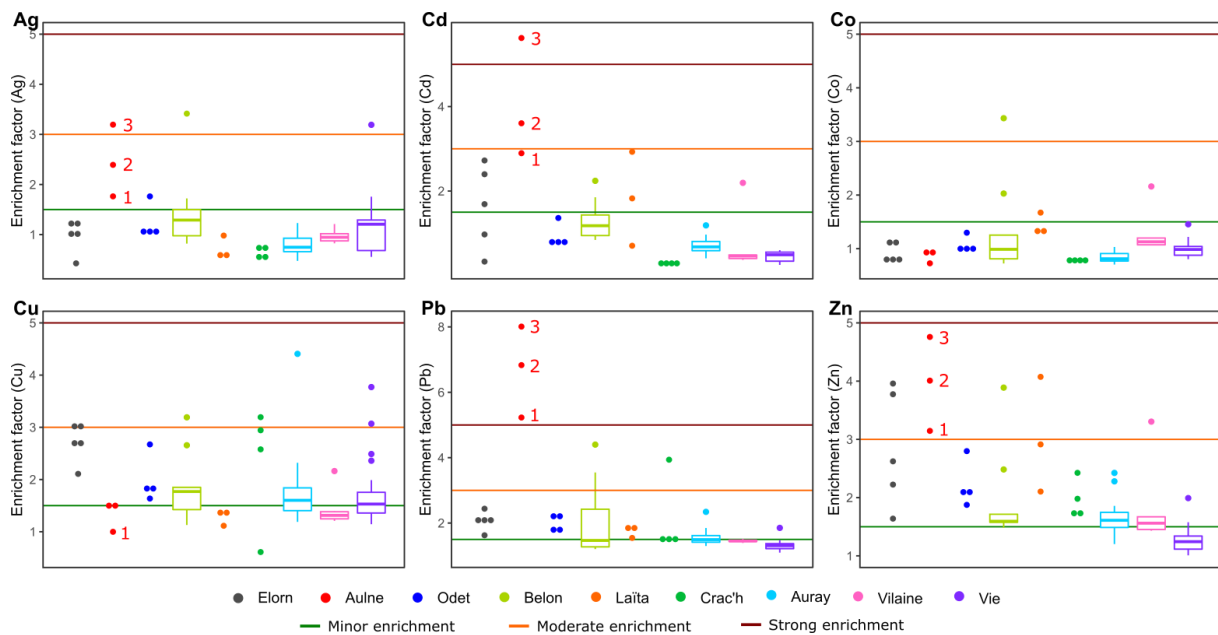 Ag
Enrichment factor (Ag)
5
4
3
2
1
3
2
1
Cd
Enrichment factor (Cd)
4
2
3
2
1
Co
Enrichment factor (Co)
5
4
3
2
1
Cu
Enrichment factor (Cu)
5
4
3
2
1
1
Pb
Enrichment factor (Pb)
8
6
4
2
3
2
1
Zn
Enrichment factor (Zn)
5
4
3
2
1
3
2
1
Elorn Aulne Odet Belon Laïta Crac'h Auray Vilaine Vie
Minor enrichment Moderate enrichment Strong enrichment